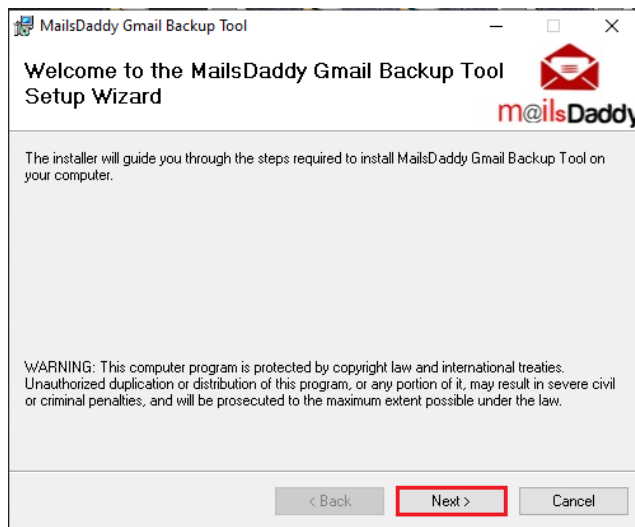 MailsDaddy Gmail Backup Tool
Welcome to the MailsDaddy Gmail Backup Tool
Setup Wizard
m@ilsDaddy
The installer will guide you through the steps required to install MailsDaddy Gmail Backup Tool on
your computer.
WARNING: This computer program is protected by copyright law and international treaties.
Unauthorized duplication or distribution of this program, or any portion of it, may result in severe civil
or criminal penalties, and will be prosecuted to the maximum extent possible under the law.
< Back Next > Cancel